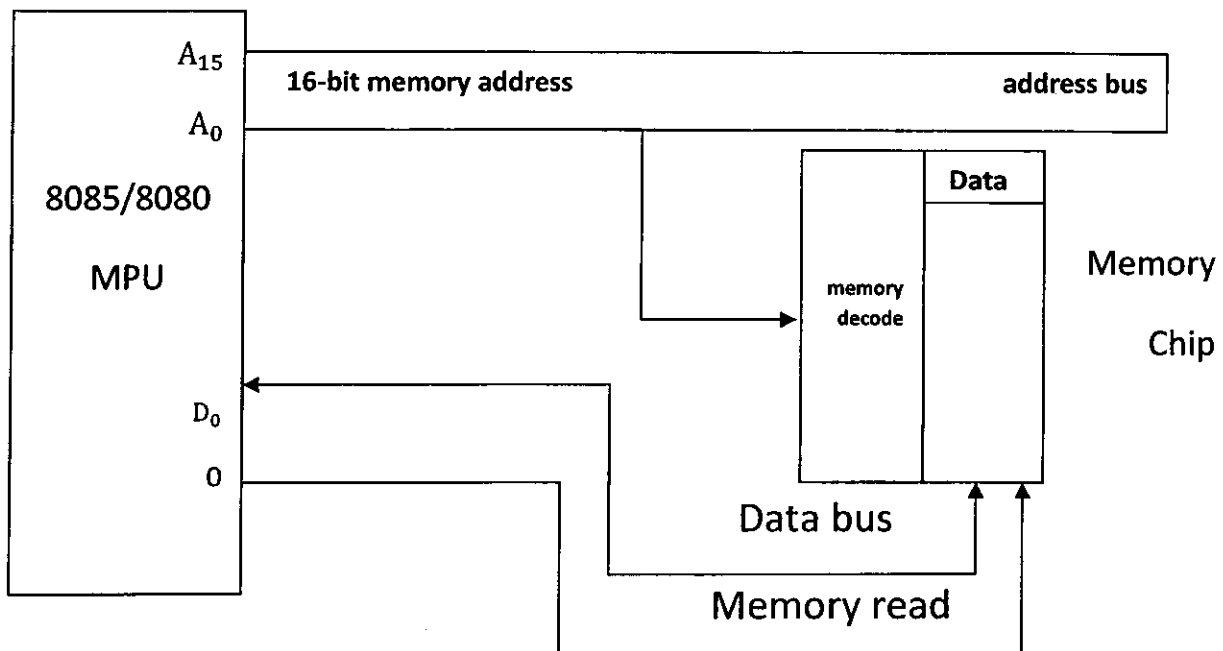 A₁₅
16-bit memory address
address bus
A₀
8085/8080
MPU
Data
Memory
Chip
memory
decode
D₀
0
Data bus
Memory read